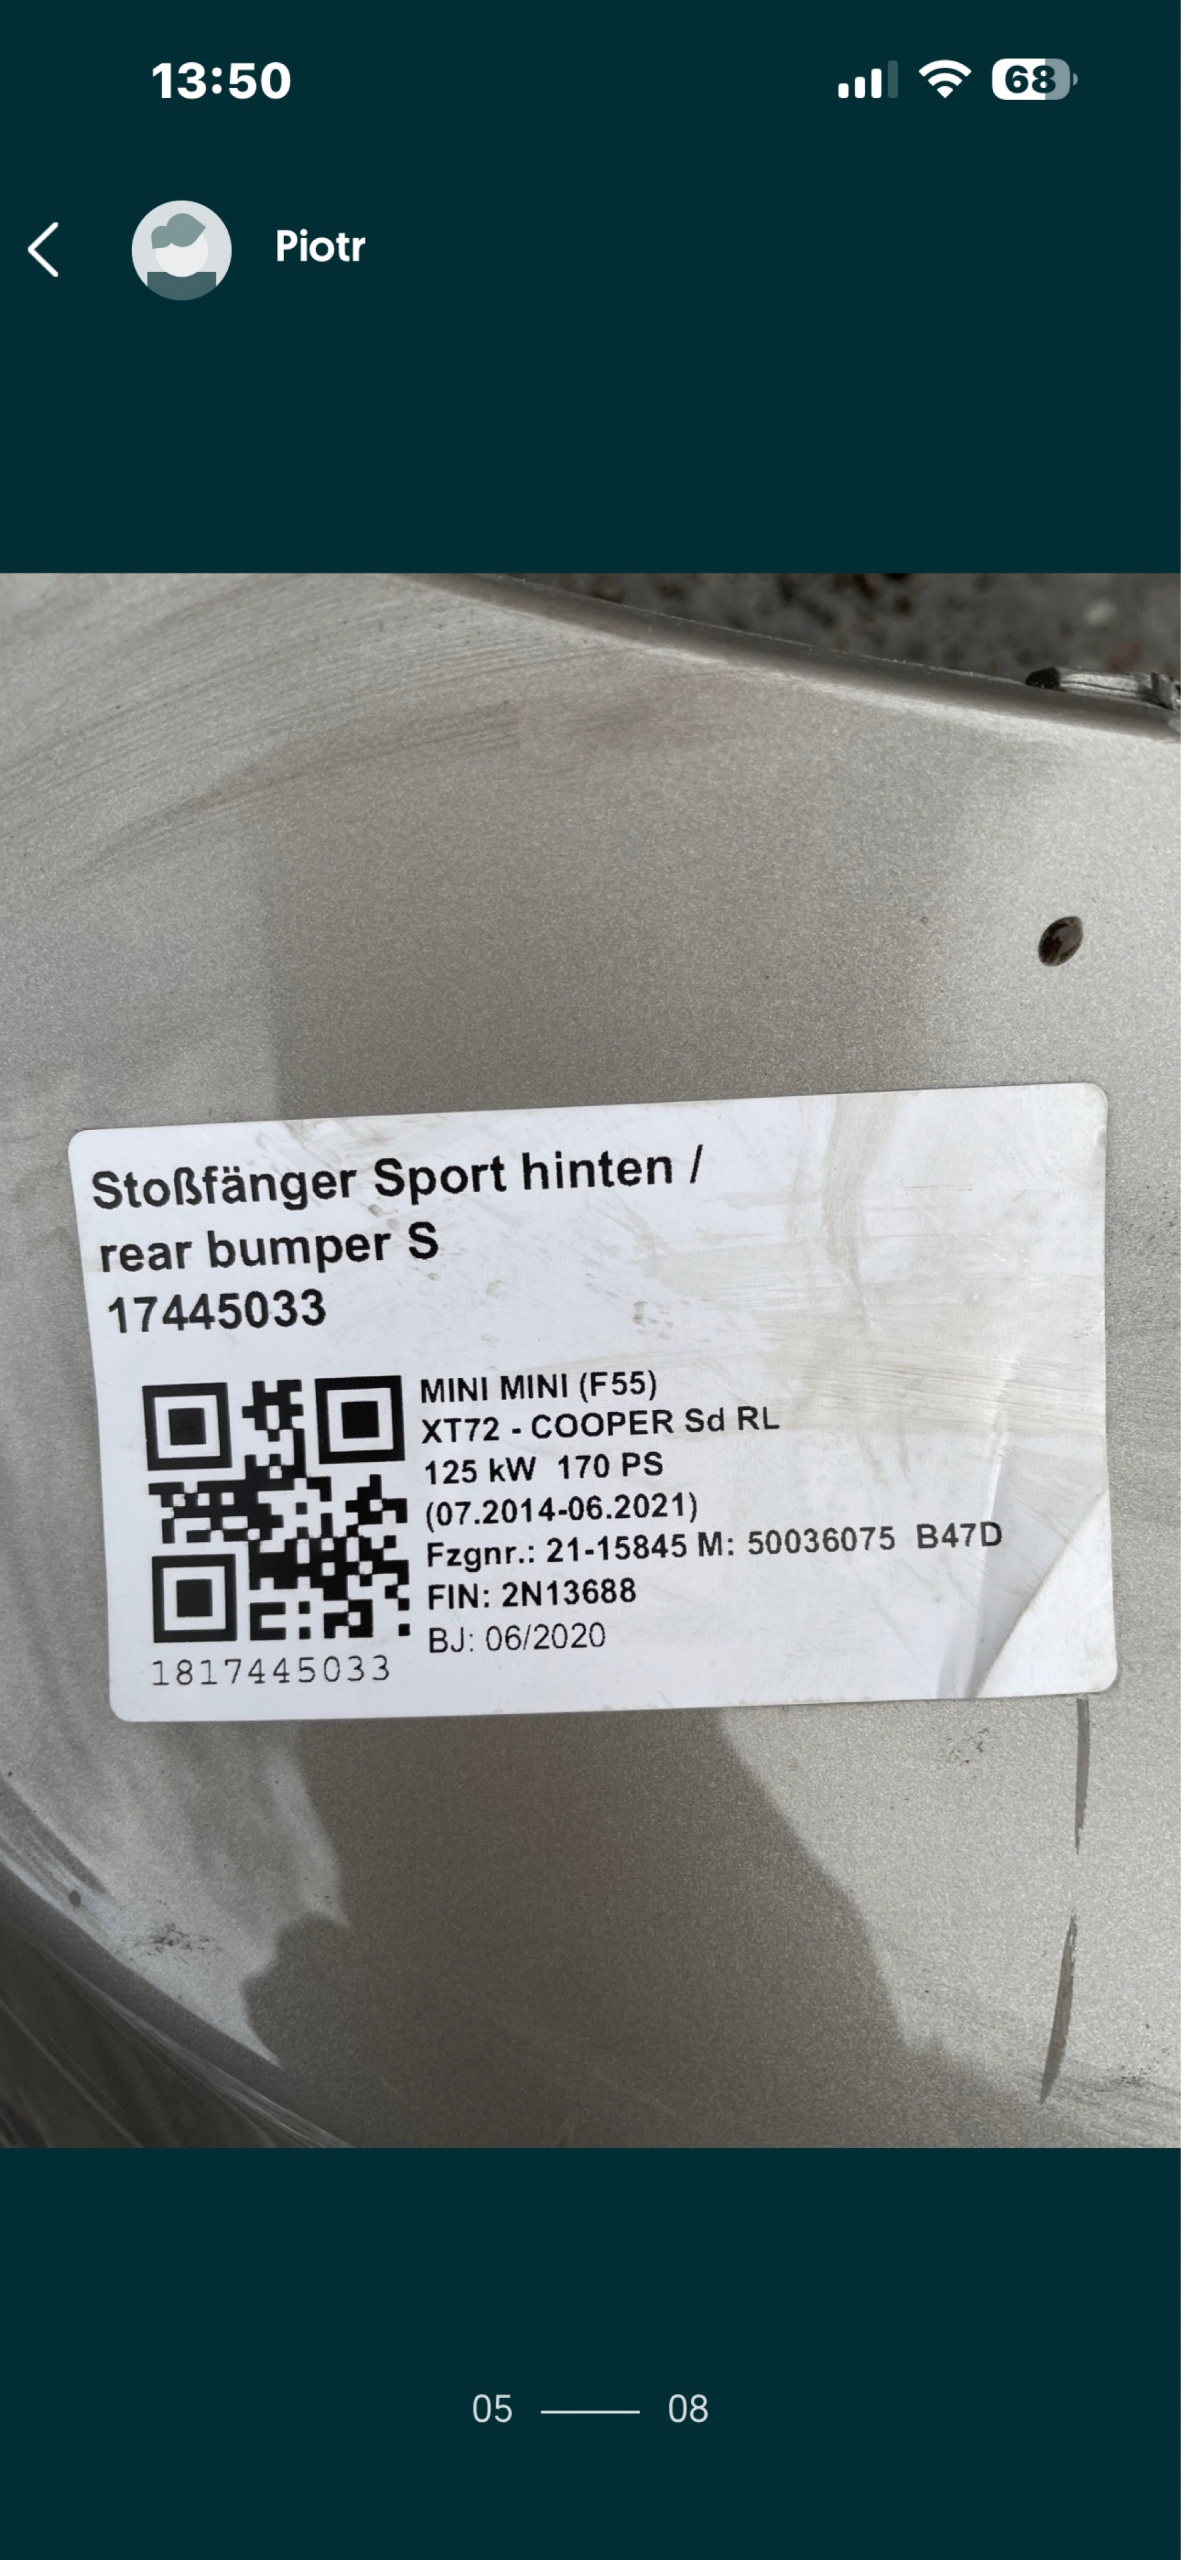 13:50
68
Piotr
Stoßfänger Sport hinten /
rear bumper S
17445033
MINI MINI (F55)
XT72 - COOPER Sd RL
125 kW 170 PS
(07.2014-06.2021)
Fzgnr.: 21-15845 M: 50036075 B47D
FIN: 2N13688
BJ: 06/2020
1817445033
05
08